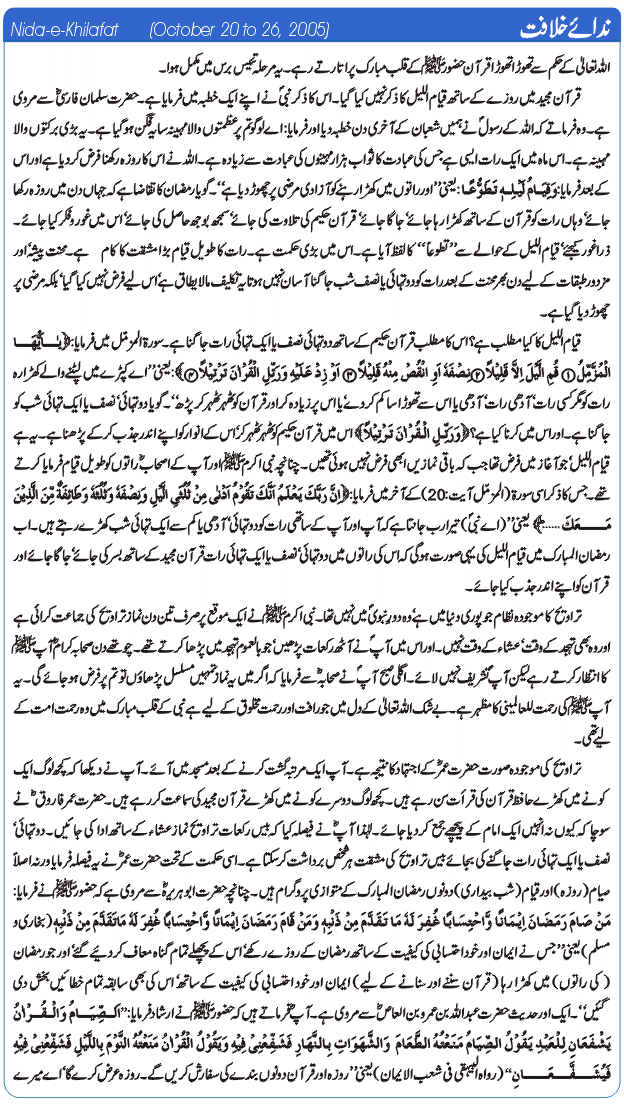 Nida-e-Khilafat (October 20 to 26, 2005) ندائے خلافت
اللہ تعالیٰ کے حکم سے تھوڑا تھوڑا قرآن حضور ﷺ کے قلب مبارک پر اتارتے رہے۔ یہ مرحلہ تئیس برس میں مکمل ہوا۔
قرآن مجید میں روزے کے ساتھ قیام اللیل کا ذکر نہیں کیا گیا۔ اس کا ذکر نبیؐ نے اپنے ایک خطبہ میں فرمایا ہے۔ حضرت سلمان فارسیؓ سے مروی
ہے۔ وہ فرماتے کہ اللہ کے رسولؐ نے ہمیں شعبان کے آخری دن خطبہ دیا اور فرمایا: اے لوگو تم پر عظمتوں والا مہینہ سایہ فگن ہو گیا ہے۔ یہ بڑی برکتوں والا
مہینہ ہے۔ اس ماہ میں ایک رات ایسی ہے جس کی عبادت کا ثواب ہزار مہینوں کی عبادت سے زیادہ ہے۔ اللہ نے اس کا روزہ رکھنا فرض کر دیا ہے اور اس
کے بعد فرمایا: وَقِيَامَ لَيْلِهِ تَطَوُّعًا: یعنی ’’اور راتوں میں کھڑا رہنے کو آزادی مرضی پر چھوڑ دیا ہے‘‘۔ گویا رمضان کا تقاضا ہے کہ جہاں دن میں روزہ رکھا
جائے‘ وہاں رات کو قرآن کے ساتھ کھڑا رہا جائے‘ جاگا جائے‘ قرآن حکیم کی تلاوت کی جائے‘ سمجھ بوجھ حاصل کی جائے‘ اس میں غور و فکر کیا جائے۔
ذرا غور کیجئے‘ قیام اللیل کے حوالے سے ’’تطوعا‘‘ کا لفظ آیا ہے۔ اس میں بڑی حکمت ہے۔ رات کا طویل قیام بڑا مشقت کا کام ہے۔ محنت پیشہ اور
مزدور طبقات کے لیے دن بھر محنت کے بعد رات کو دو تہائی یا نصف شب جاگنا آسان نہیں ہوتا یہ تکلیف مالا یطاق ہے‘ اس لیے فرض نہیں کیا گیا‘ بلکہ مرضی پر
چھوڑ دیا گیا ہے۔
قیام اللیل کا کیا مطلب ہے؟ اس کا مطلب قرآن حکیم کے ساتھ دو تہائی‘ نصف یا ایک تہائی رات جاگنا ہے۔ سورۃ المزمّل میں فرمایا: ﴿يٰٓاَيُّهَا
الْمُزَّمِّلُ ① قُمِ الَّيْلَ اِلَّا قَلِيْلًا ② نِصْفَهٗٓ اَوِ انْقُصْ مِنْهُ قَلِيْلًا ③ اَوْ زِدْ عَلَيْهِ وَرَتِّلِ الْقُرْاٰنَ تَرْتِيْلًا ④﴾: یعنی ’’اے کپڑے میں لپٹنے والے کھڑا رہ
رات کو مگر کسی رات‘ آدھی رات‘ آدھی یا اس سے تھوڑا سا کم کر دے یا اس پر زیادہ کر اور قرآن کو ٹھہر ٹھہر کر پڑھ‘‘۔ گویا دو تہائی‘ نصف یا ایک تہائی شب کو
جاگنا ہے۔ اور اس میں کرنا کیا ہے؟ ﴿وَرَتِّلِ الْقُرْاٰنَ تَرْتِيْلًا﴾ اس میں قرآن حکیم کو ٹھہر ٹھہر کر‘ اس کے انوار کو اپنے اندر جذب کر کے پڑھنا ہے۔ یہ ہے
قیام اللیل‘ جو آغاز میں فرض تھا جب کہ باقی نمازیں ابھی فرض نہیں ہوئی تھیں۔ چنانچہ نبی اکرم ﷺ اور آپ کے اصحابؓ راتوں کو طویل قیام فرمایا کرتے
تھے۔ جس کا ذکر اسی سورۃ (المزمّل آیت:20) کے آخر میں فرمایا: ﴿اِنَّ رَبَّكَ يَعْلَمُ اَنَّكَ تَقُوْمُ اَدْنٰى مِنْ ثُلُثَيِ الَّيْلِ وَنِصْفَهٗ وَثُلُثَهٗ وَطَآئِفَةٌ مِّنَ الَّذِيْنَ
مَعَكَ ......﴾ یعنی ’’(اے نبیؐ) تیرا رب جانتا ہے کہ آپ اور آپ کے ساتھی رات کو دو تہائی‘ آدھی یا کم سے ایک تہائی شب کھڑے رہتے ہیں۔ اب
رمضان المبارک میں قیام اللیل کی یہی صورت ہو گی کہ اس کی راتوں میں دو تہائی‘ نصف یا ایک تہائی رات قرآن مجید کے ساتھ بسر کی جائے‘ جاگا جائے اور
قرآن کو اپنے اندر جذب کیا جائے۔
تراویح کا موجودہ نظام جو پوری دنیا میں ہے‘ وہ دور نبویؐ میں نہیں تھا۔ نبی اکرم ﷺ نے ایک موقع پر صرف تین دن نماز تراویح کی جماعت کرائی ہے
اور وہ بھی تہجد کے وقت‘ عشاء کے وقت نہیں۔ اور اس میں آپؐ نے آٹھ رکعات پڑھیں‘ جو بالعموم تہجد میں پڑھا کرتے تھے۔ چوتھے دن صحابہ کرامؓ آپ ﷺ
کا انتظار کرتے رہے لیکن آپؐ تشریف نہیں لائے۔ اگلی صبح آپؐ نے صحابہؓ سے فرمایا کہ اگر میں یہ نماز تمہیں مسلسل پڑھاؤں تو تم پر فرض ہو جائے گی۔ یہ
آپ ﷺ کی رحمت للعالمینی کا مظہر ہے۔ بے شک اللہ تعالیٰ کے دل میں جو رافت اور رحمت مخلوق کے لیے ہے نبی کے قلب مبارک میں وہ رحمت امت کے
لیے تھی۔
تراویح کی موجودہ صورت حضرت عمرؓ کے اجتہاد کا نتیجہ ہے۔ آپ ایک مرتبہ گشت کرنے کے بعد مسجد میں آئے۔ آپ نے دیکھا کہ کچھ لوگ ایک
کونے میں کھڑے حافظ قرآن کی قرأت سن رہے ہیں۔ کچھ لوگ دوسرے کونے میں کھڑے قرآن مجید کی سماعت کر رہے ہیں۔ حضرت عمر فاروقؓ نے
سوچا کہ کیوں نہ انہیں ایک امام کے پیچھے جمع کر دیا جائے۔ لہٰذا آپؓ نے فیصلہ کیا کہ بیس رکعات تراویح نماز عشاء کے ساتھ ادا کی جائیں۔ دو تہائی‘
نصف یا ایک تہائی رات جاگنے کی بجائے بیس تراویح کی مشقت ہر شخص برداشت کر سکتا ہے۔ اسی حکمت کے تحت حضرت عمرؓ نے یہ فیصلہ فرمایا ورنہ اصلاً
صیام (روزہ) اور قیام (شب بیداری) دونوں رمضان المبارک کے متوازی پروگرام ہیں۔ چنانچہ حضرت ابوہریرہؓ سے مروی ہے کہ حضور ﷺ نے فرمایا:
مَنْ صَامَ رَمَضَانَ اِيْمَانًا وَّاحْتِسَابًا غُفِرَ لَهُ مَا تَقَدَّمَ مِنْ ذَنْبِهِ وَمَنْ قَامَ رَمَضَانَ اِيْمَانًا وَّاحْتِسَابًا غُفِرَ لَهُ مَا تَقَدَّمَ مِنْ ذَنْبِهِ (بخاری و
مسلم) یعنی ’’جس نے ایمان اور خود احتسابی کی کیفیت کے ساتھ رمضان کے روزے رکھے‘ اس کے پچھلے تمام گناہ معاف کر دیئے گئے‘ اور جو رمضان
(کی راتوں) میں کھڑا رہا (قرآن سننے اور سنانے کے لیے) ایمان اور خود احتسابی کی کیفیت کے ساتھ‘ اس کی بھی سابقہ تمام خطائیں بخش دی
گئیں‘‘۔ ایک اور حدیث حضرت عبداللہ بن عمرو بن العاصؓ سے مروی ہے۔ آپؓ فرماتے ہیں کہ حضور ﷺ نے ارشاد فرمایا: ’’اَلصِّيَامُ وَالْقُرْاٰنُ
يَشْفَعَانِ لِلْعَبْدِ يَقُوْلُ الصِّيَامُ مَنَعْتُهُ الطَّعَامَ وَالشَّهَوَاتِ بِالنَّهَارِ فَشَفِّعْنِىْ فِيْهِ وَيَقُوْلُ الْقُرْاٰنُ مَنَعْتُهُ النَّوْمَ بِاللَّيْلِ فَشَفِّعْنِىْ فِيْهِ
فَيُشَفَّعَانِ‘‘ (رواہ البیہقی فی شعب الایمان) یعنی ’’روزہ اور قرآن دونوں بندے کی سفارش کریں گے۔ روزہ عرض کرے گا‘ اے میرے